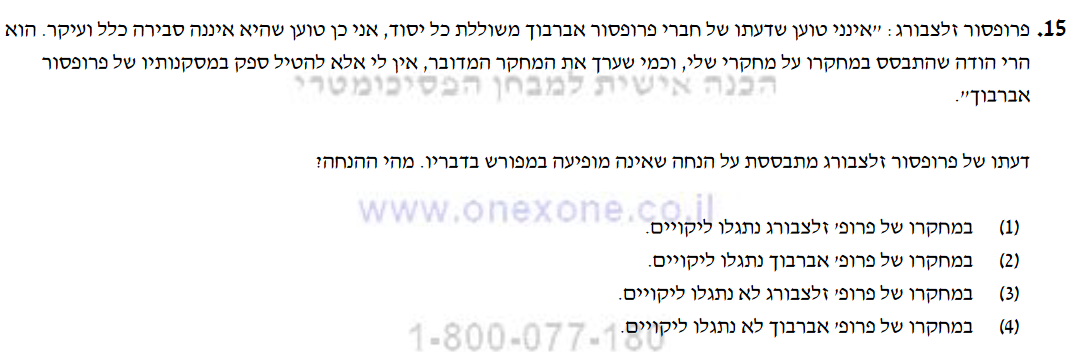 15. פרופסור זלצבורג: ״אינני טוען שדעתו של חברי פרופסור אברבוך משוללת כל יסוד, אני כן טוען שהיא איננה סבירה כלל ועיקר. הוא
הרי הודה שהתבסס במחקרו על מחקרי שלי, וכמי שערך את המחקר המדובר, אין לי אלא להטיל ספק במסקנותיו של פרופסור
הכנה אישית למבחן הפסיכומטרי
אברבוך״.
דעתו של פרופסור זלצבורג מתבססת על הנחה שאינה מופיעה במפורש בדבריו. מהי ההנחה?
www.onexone.co.il
(1) במחקרו של פרופ׳ זלצבורג נתגלו ליקויים.
(2) במחקרו של פרופ׳ אברבוך נתגלו ליקויים.
(3) במחקרו של פרופ׳ זלצבורג לא נתגלו ליקויים.
(4) במחקרו של פרופ׳ אברבוך לא נתגלו ליקויים.
1-800-077-180